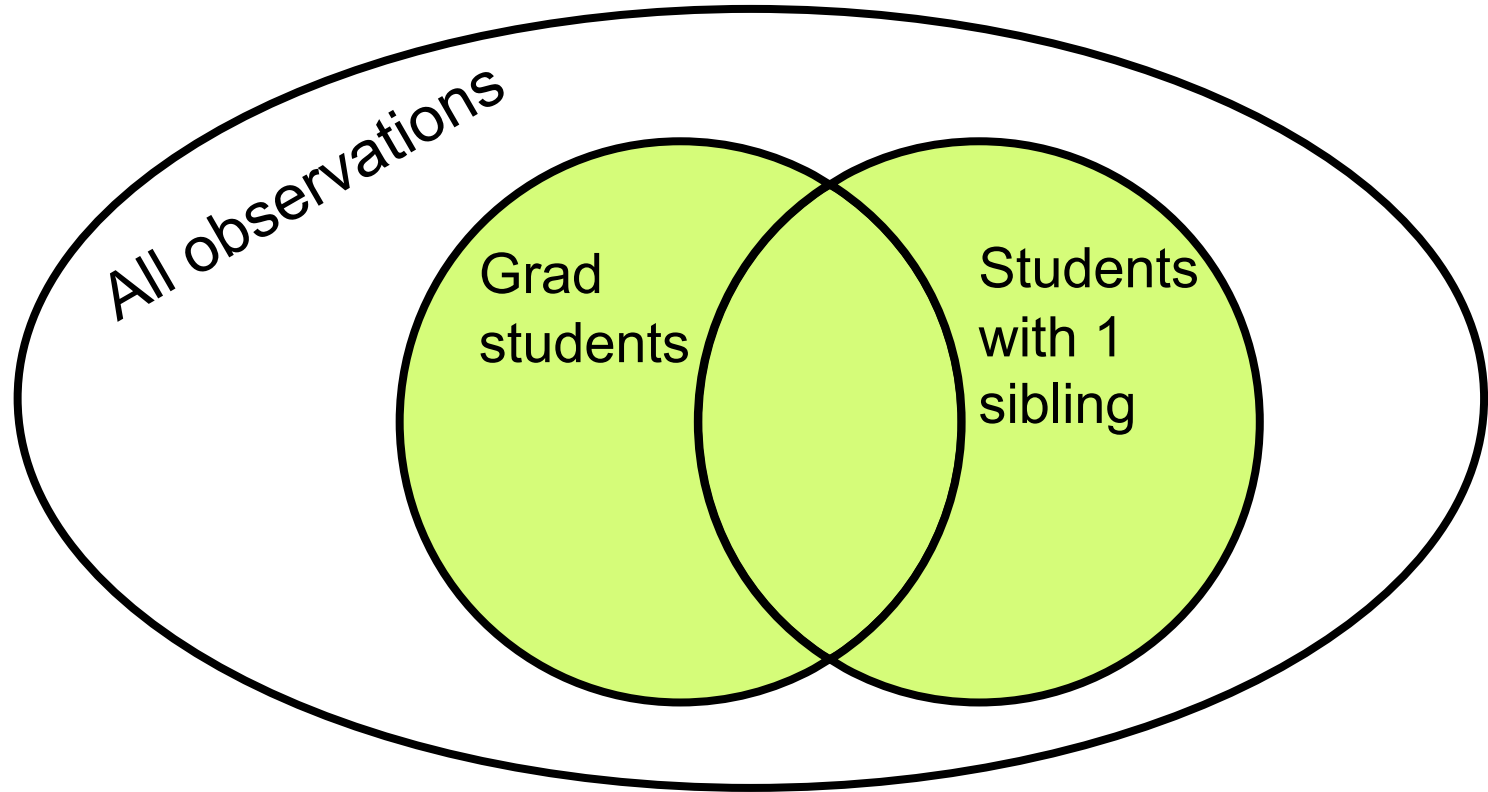 All observations
Grad
students
Students
with 1
sibling